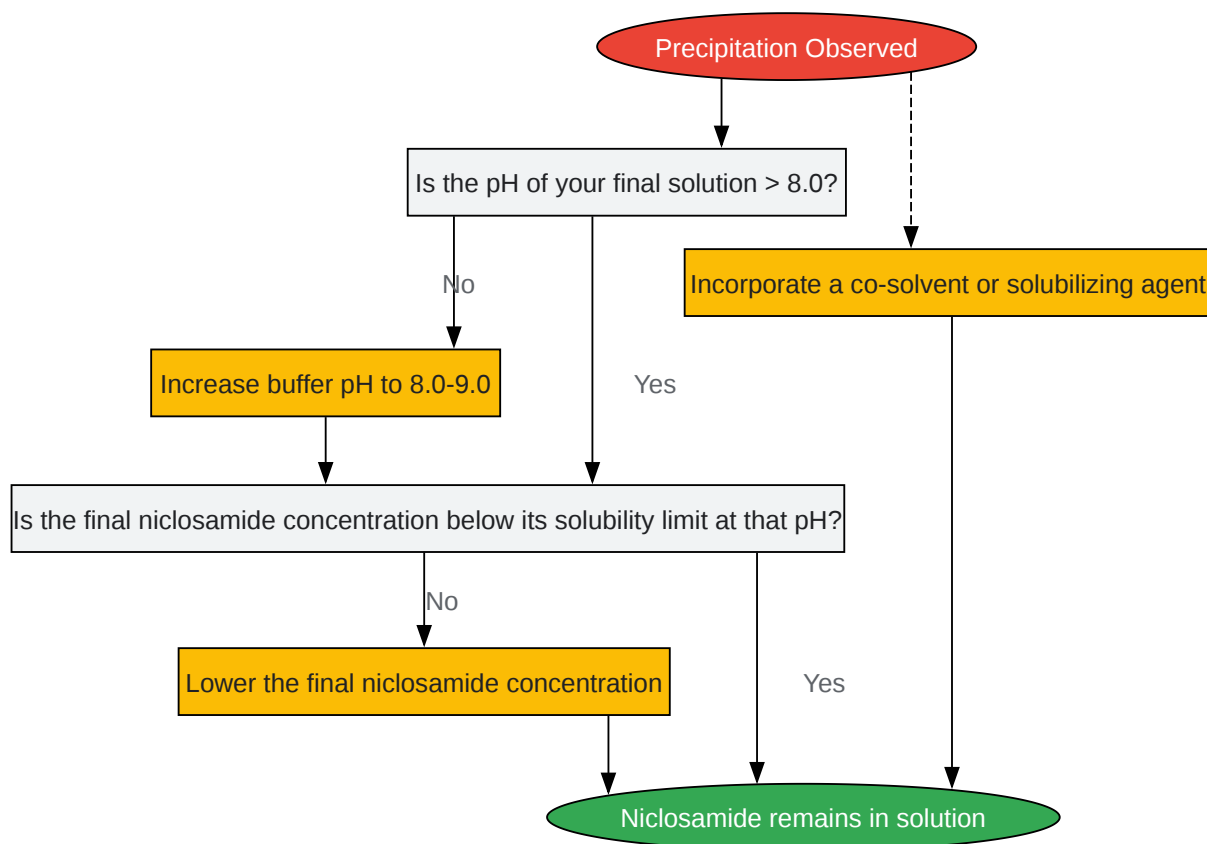 Precipitation Observed
Is the pH of your final solution > 8.0?
No
Incorporate a co-solvent or solubilizing agent
Increase buffer pH to 8.0-9.0
Yes
Is the final niclosamide concentration below its solubility limit at that pH?
No
Lower the final niclosamide concentration
Yes
Niclosamide remains in solution